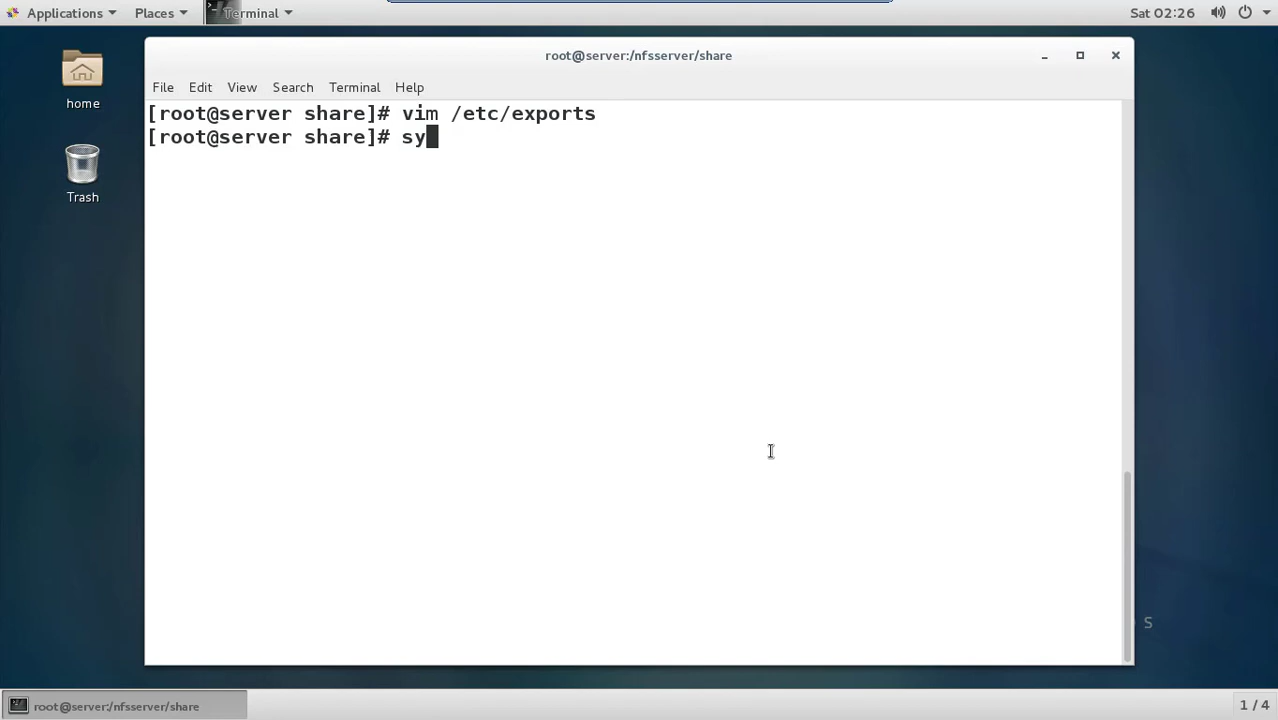 Applications Places Terminal Sat 02:26
home
Trash
root@server:/nfsserver/share
File Edit View Search Terminal Help
[root@server share]# vim /etc/exports
[root@server share]# sy
S
root@server:/nfsserver/share 1 / 4